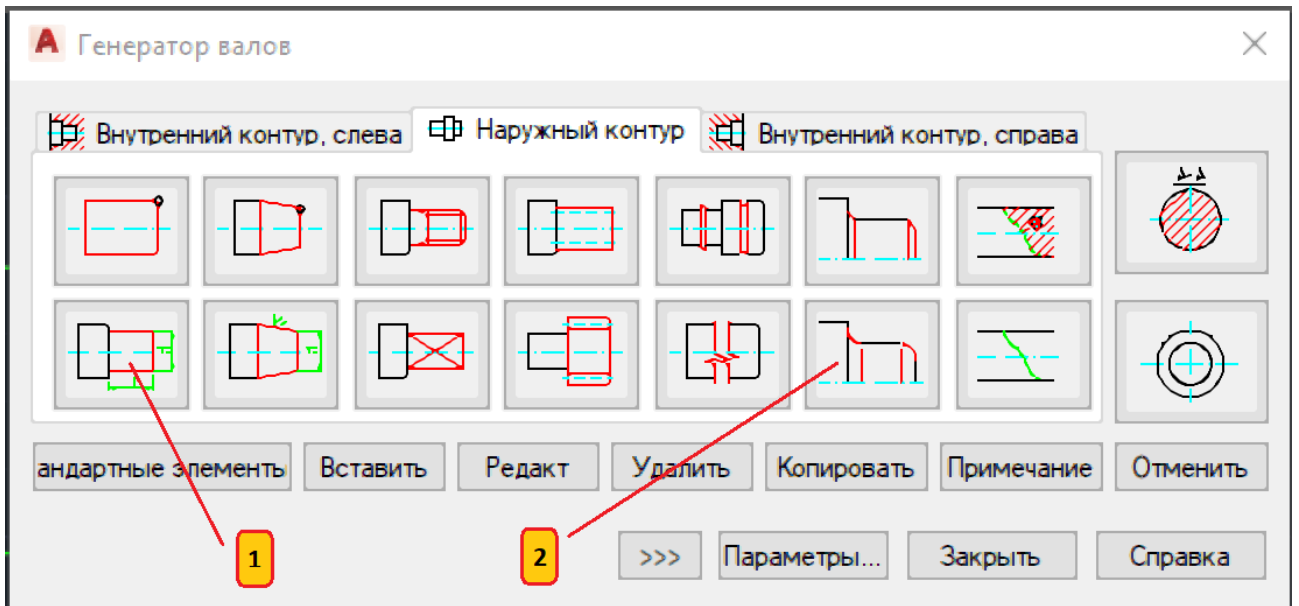 Генератор валов
Внутренний контур, слева
Наружный контур
Внутренний контур, справа
андартные элементы
Вставить
Редакт
Удалить
Копировать
Примечание
Отменить
1
2
>>>
Параметры...
Закрыть
Справка